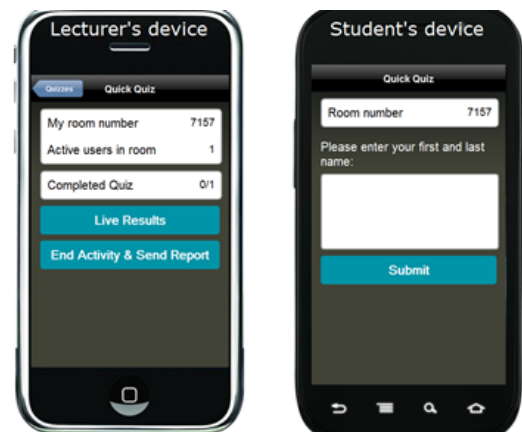 Lecturer's device
Quizzes Quick Quiz
My room number 7157
Active users in room 1
Completed Quiz 0/1
Live Results
End Activity & Send Report
Student's device
Quick Quiz
Room number 7157
Please enter your first and last
name:
Submit